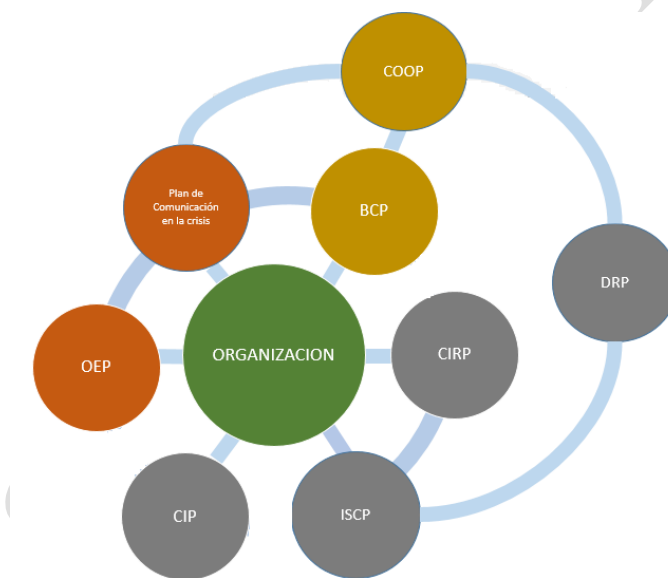 COOP
Plan de
Comunicación
en la crisis
BCP
DRP
OEP
ORGANIZACION
CIRP
CIP
ISCP